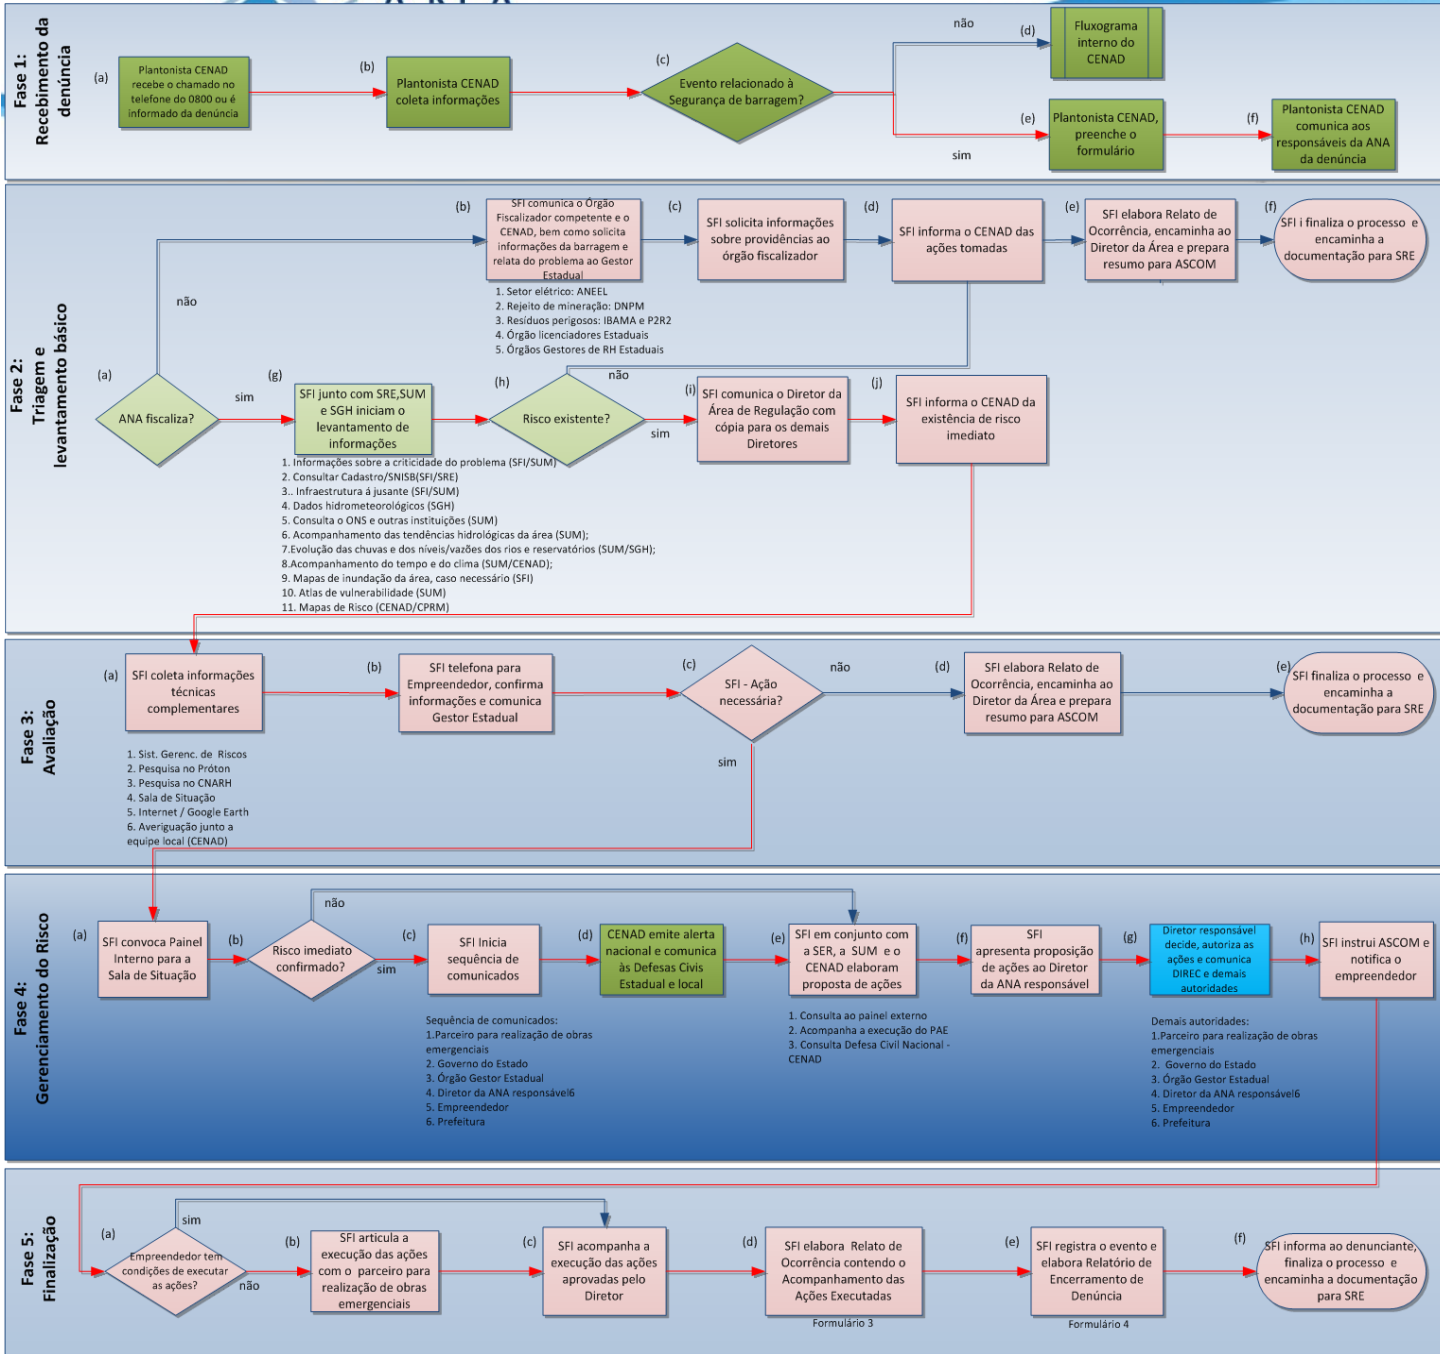 Fase 1:
Recebimento da
denúncia
(a)
Plantonista CENAD
recebe o chamado no
telefone do 0800 ou é
informado da denúncia
(b)
Plantonista CENAD
coleta informações
(c)
Evento relacionado à
Segurança de barragem?
não
(d)
Fluxograma
interno do
CENAD
sim
(e)
Plantonista CENAD,
preenche o
formulário
(f)
Plantonista CENAD
comunica aos
responsáveis da ANA
da denúncia
Fase 2:
Triagem e
levantamento básico
(a)
ANA fiscaliza?
não
(b)
SFI comunica o Órgão
Fiscalizador competente e o
CENAD, bem como solicita
informações da barragem e
relata do problema ao Gestor
Estadual
1. Setor elétrico: ANEEL
2. Rejeito de mineração: DNPM
3. Resíduos perigosos: IBAMA e P2R2
4. Órgão licenciadores Estaduais
5. Órgãos Gestores de RH Estaduais
(c)
SFI solicita informações
sobre providências ao
órgão fiscalizador
(d)
SFI informa o CENAD das
ações tomadas
(e)
SFI elabora Relato de
Ocorrência, encaminha ao
Diretor da Área e prepara
resumo para ASCOM
(f)
SFI i finaliza o processo e
encaminha a
documentação para SRE
sim
(g)
SFI junto com SRE,SUM
e SGH iniciam o
levantamento de
informações
1. Informações sobre a criticidade do problema (SFI/SUM)
2. Consultar Cadastro/SNISB(SFI/SRE)
3.. Infraestrutura á jusante (SFI/SUM)
4. Dados hidrometeorológicos (SGH)
5. Consulta o ONS e outras instituições (SUM)
6. Acompanhamento das tendências hidrológicas da área (SUM);
7.Evolução das chuvas e dos níveis/vazões dos rios e reservatórios (SUM/SGH);
8.Acompanhamento do tempo e do clima (SUM/CENAD);
9. Mapas de inundação da área, caso necessário (SFI)
10. Atlas de vulnerabilidade (SUM)
11. Mapas de Risco (CENAD/CPRM)
(h)
Risco existente?
não
sim
(i)
SFI comunica o Diretor da
Área de Regulação com
cópia para os demais
Diretores
(j)
SFI informa o CENAD da
existência de risco
imediato
Fase 3:
Avaliação
(a)
SFI coleta informações
técnicas
complementares
1. Sist. Gerenc. de Riscos
2. Pesquisa no Próton
3. Pesquisa no CNARH
4. Sala de Situação
5. Internet / Google Earth
6. Averiguação junto a
equipe local (CENAD)
(b)
SFI telefona para
Empreendedor, confirma
informações e comunica
Gestor Estadual
(c)
SFI - Ação
necessária?
não
sim
(d)
SFI elabora Relato de
Ocorrência, encaminha ao
Diretor da Área e prepara
resumo para ASCOM
(e)
SFI finaliza o processo e
encaminha a
documentação para SRE
Fase 4:
Gerenciamento do Risco
(a)
SFI convoca Painel
Interno para a
Sala de Situação
(b)
Risco imediato
confirmado?
não
sim
(c)
SFI Inicia
sequência de
comunicados
Sequência de comunicados:
1.Parceiro para realização de obras
emergenciais
2. Governo do Estado
3. Órgão Gestor Estadual
4. Diretor da ANA responsável6
5. Empreendedor
6. Prefeitura
(d)
CENAD emite alerta
nacional e comunica
às Defesas Civis
Estadual e local
(e)
SFI em conjunto com
a SER, a SUM e o
CENAD elaboram
proposta de ações
1. Consulta ao painel externo
2. Acompanha a execução do PAE
3. Consulta Defesa Civil Nacional -
CENAD
(f)
SFI
apresenta proposição
de ações ao Diretor
da ANA responsável
(g)
Diretor responsável
decide, autoriza as
ações e comunica
DIREC e demais
autoridades
Demais autoridades:
1.Parceiro para realização de obras
emergenciais
2. Governo do Estado
3. Órgão Gestor Estadual
4. Diretor da ANA responsável6
5. Empreendedor
6. Prefeitura
(h)
SFI instrui ASCOM e
notifica o
empreendedor
Fase 5:
Finalização
(a)
Empreendedor tem
condições de executar
as ações?
sim
não
(b)
SFI articula a
execução das ações
com o parceiro para
realização de obras
emergenciais
(c)
SFI acompanha a
execução das ações
aprovadas pelo
Diretor
(d)
SFI elabora Relato de
Ocorrência contendo o
Acompanhamento das
Ações Executadas
Formulário 3
(e)
SFI registra o evento e
elabora Relatório de
Encerramento de
Denúncia
Formulário 4
(f)
SFI informa ao denunciante,
finaliza o processo e
encaminha a documentação
para SRE